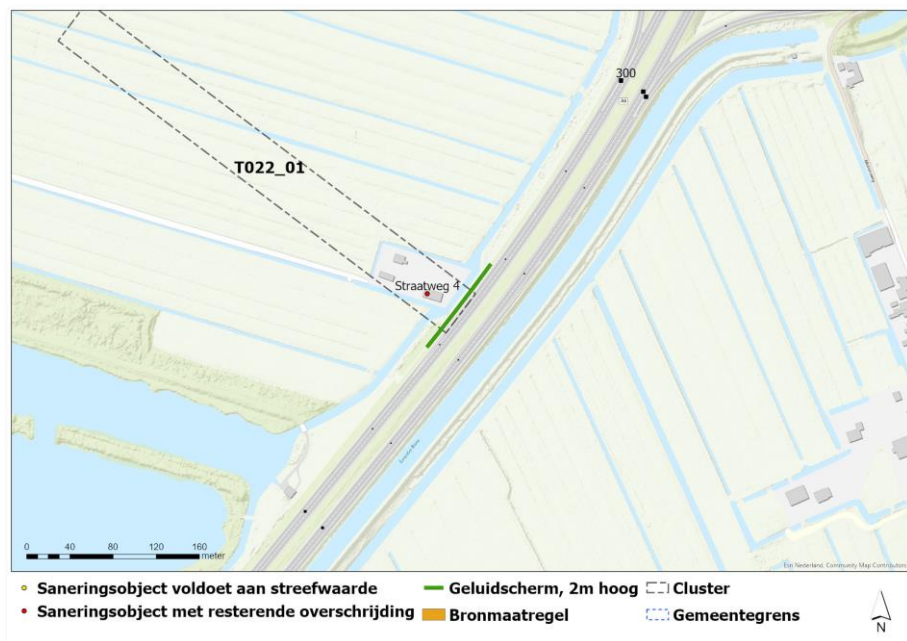 300
T022_01
Straatweg 4
0 40 80 120 160
meter
Esri Nederland, Community Map Contributors
Saneringsobject voldoet aan streefwaarde
Geluidscherm, 2m hoog
Cluster
Saneringsobject met resterende overschrijding
Bronmaatregel
Gemeentegrens
N